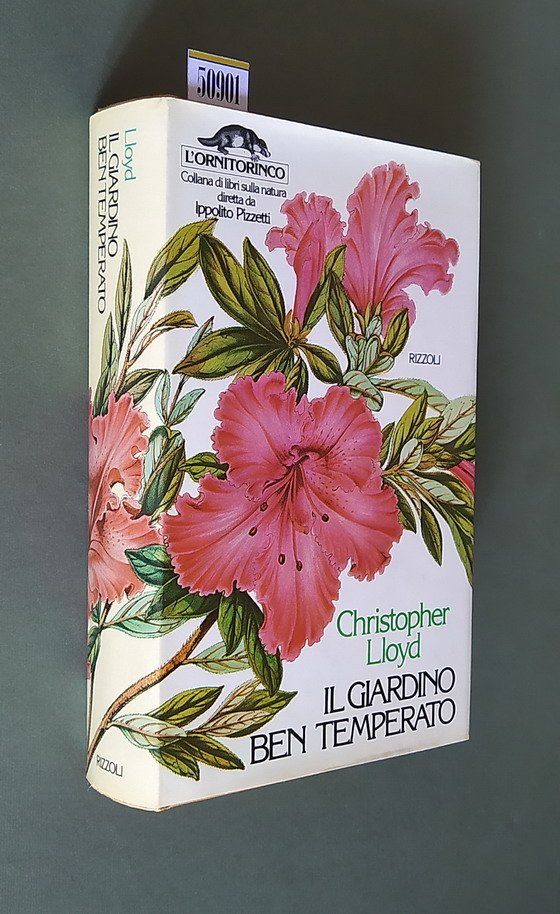 50901
L'ORNITORINCO
Collana di libri sulla natura
diretta da
Ippolito Pizzetti
RIZZOLI
Christopher
Lloyd
IL GIARDINO
BEN TEMPERATO
Lloyd
IL GIARDINO
BEN TEMPERATO
RIZZOLI